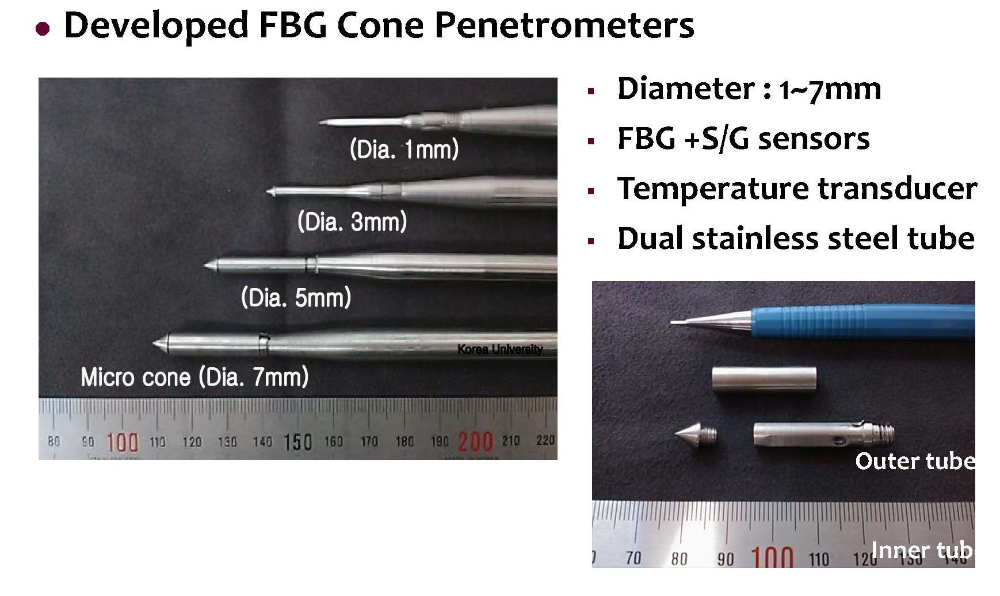 Developed FBG Cone Penetrometers
Diameter : 1~7mm
FBG +S/G sensors
Temperature transducer
Dual stainless steel tube
(Dia. 1mm)
(Dia. 3mm)
(Dia. 5mm)
Korea University
Micro cone (Dia. 7mm)
80 90 100 110 120 130 140 150 160 170 180 190 200 210 220
Outer tube
Inner tub
70 80 90 100 110 120 130 140